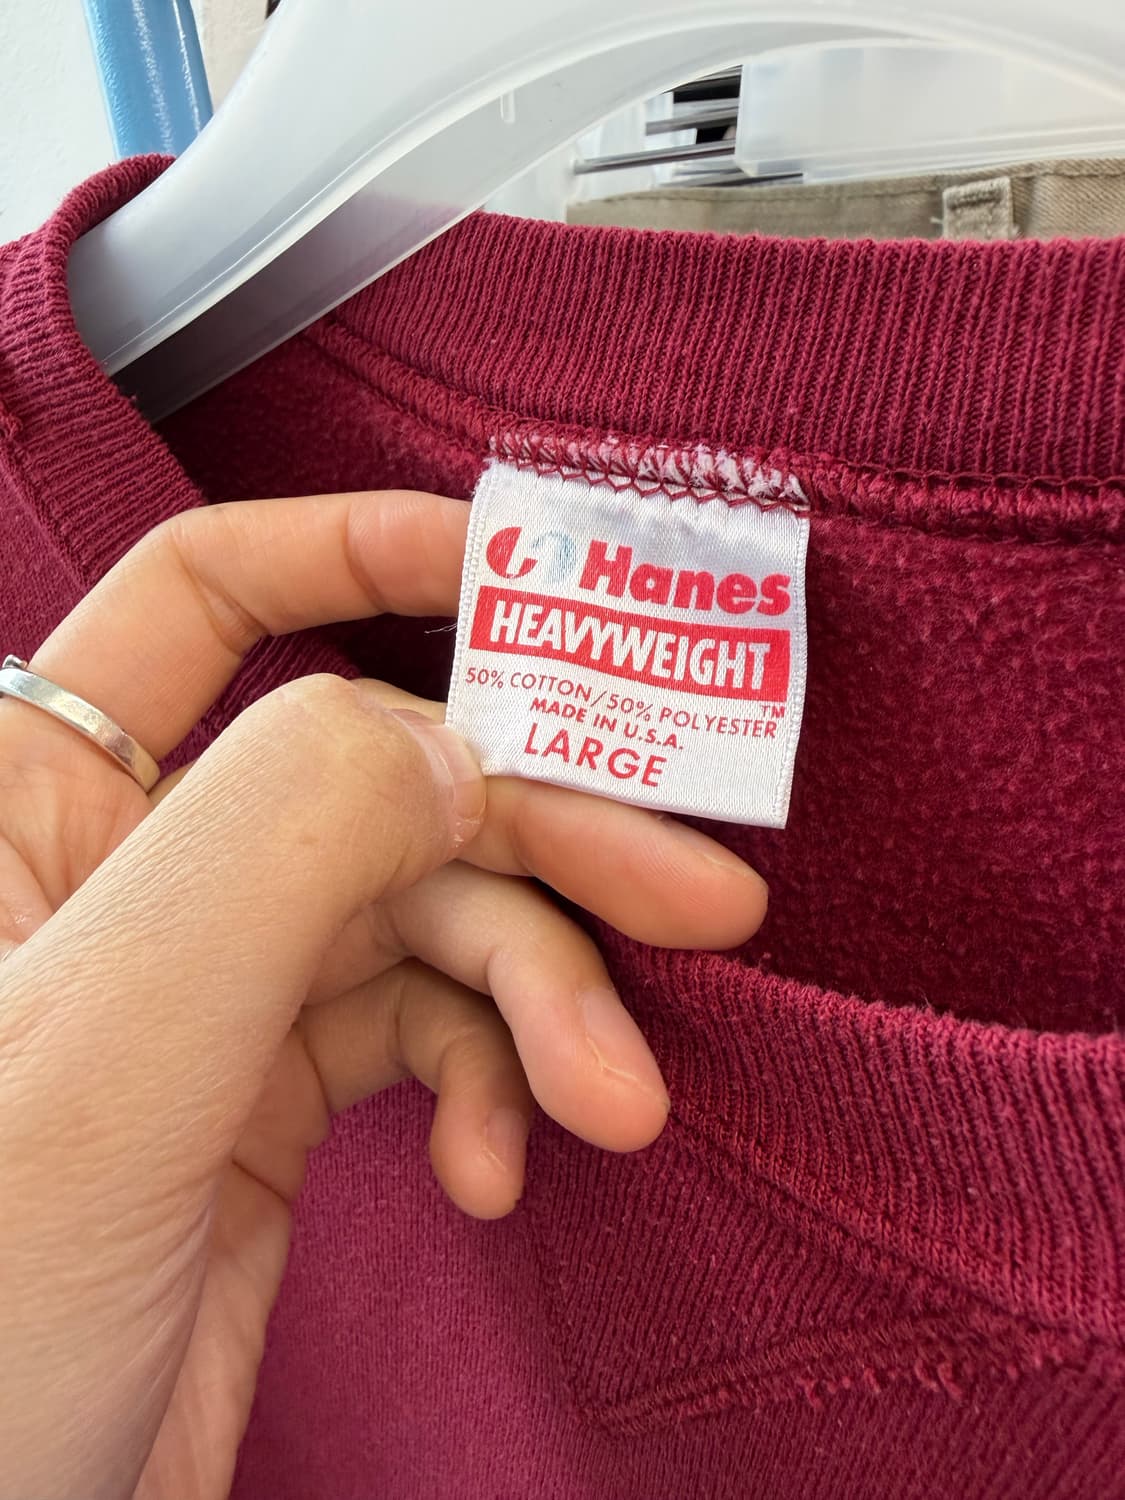 Hanes
HEAVYWEIGHT
TM
50% COTTON/50% POLYESTER
MADE IN U.S.A.
LARGE